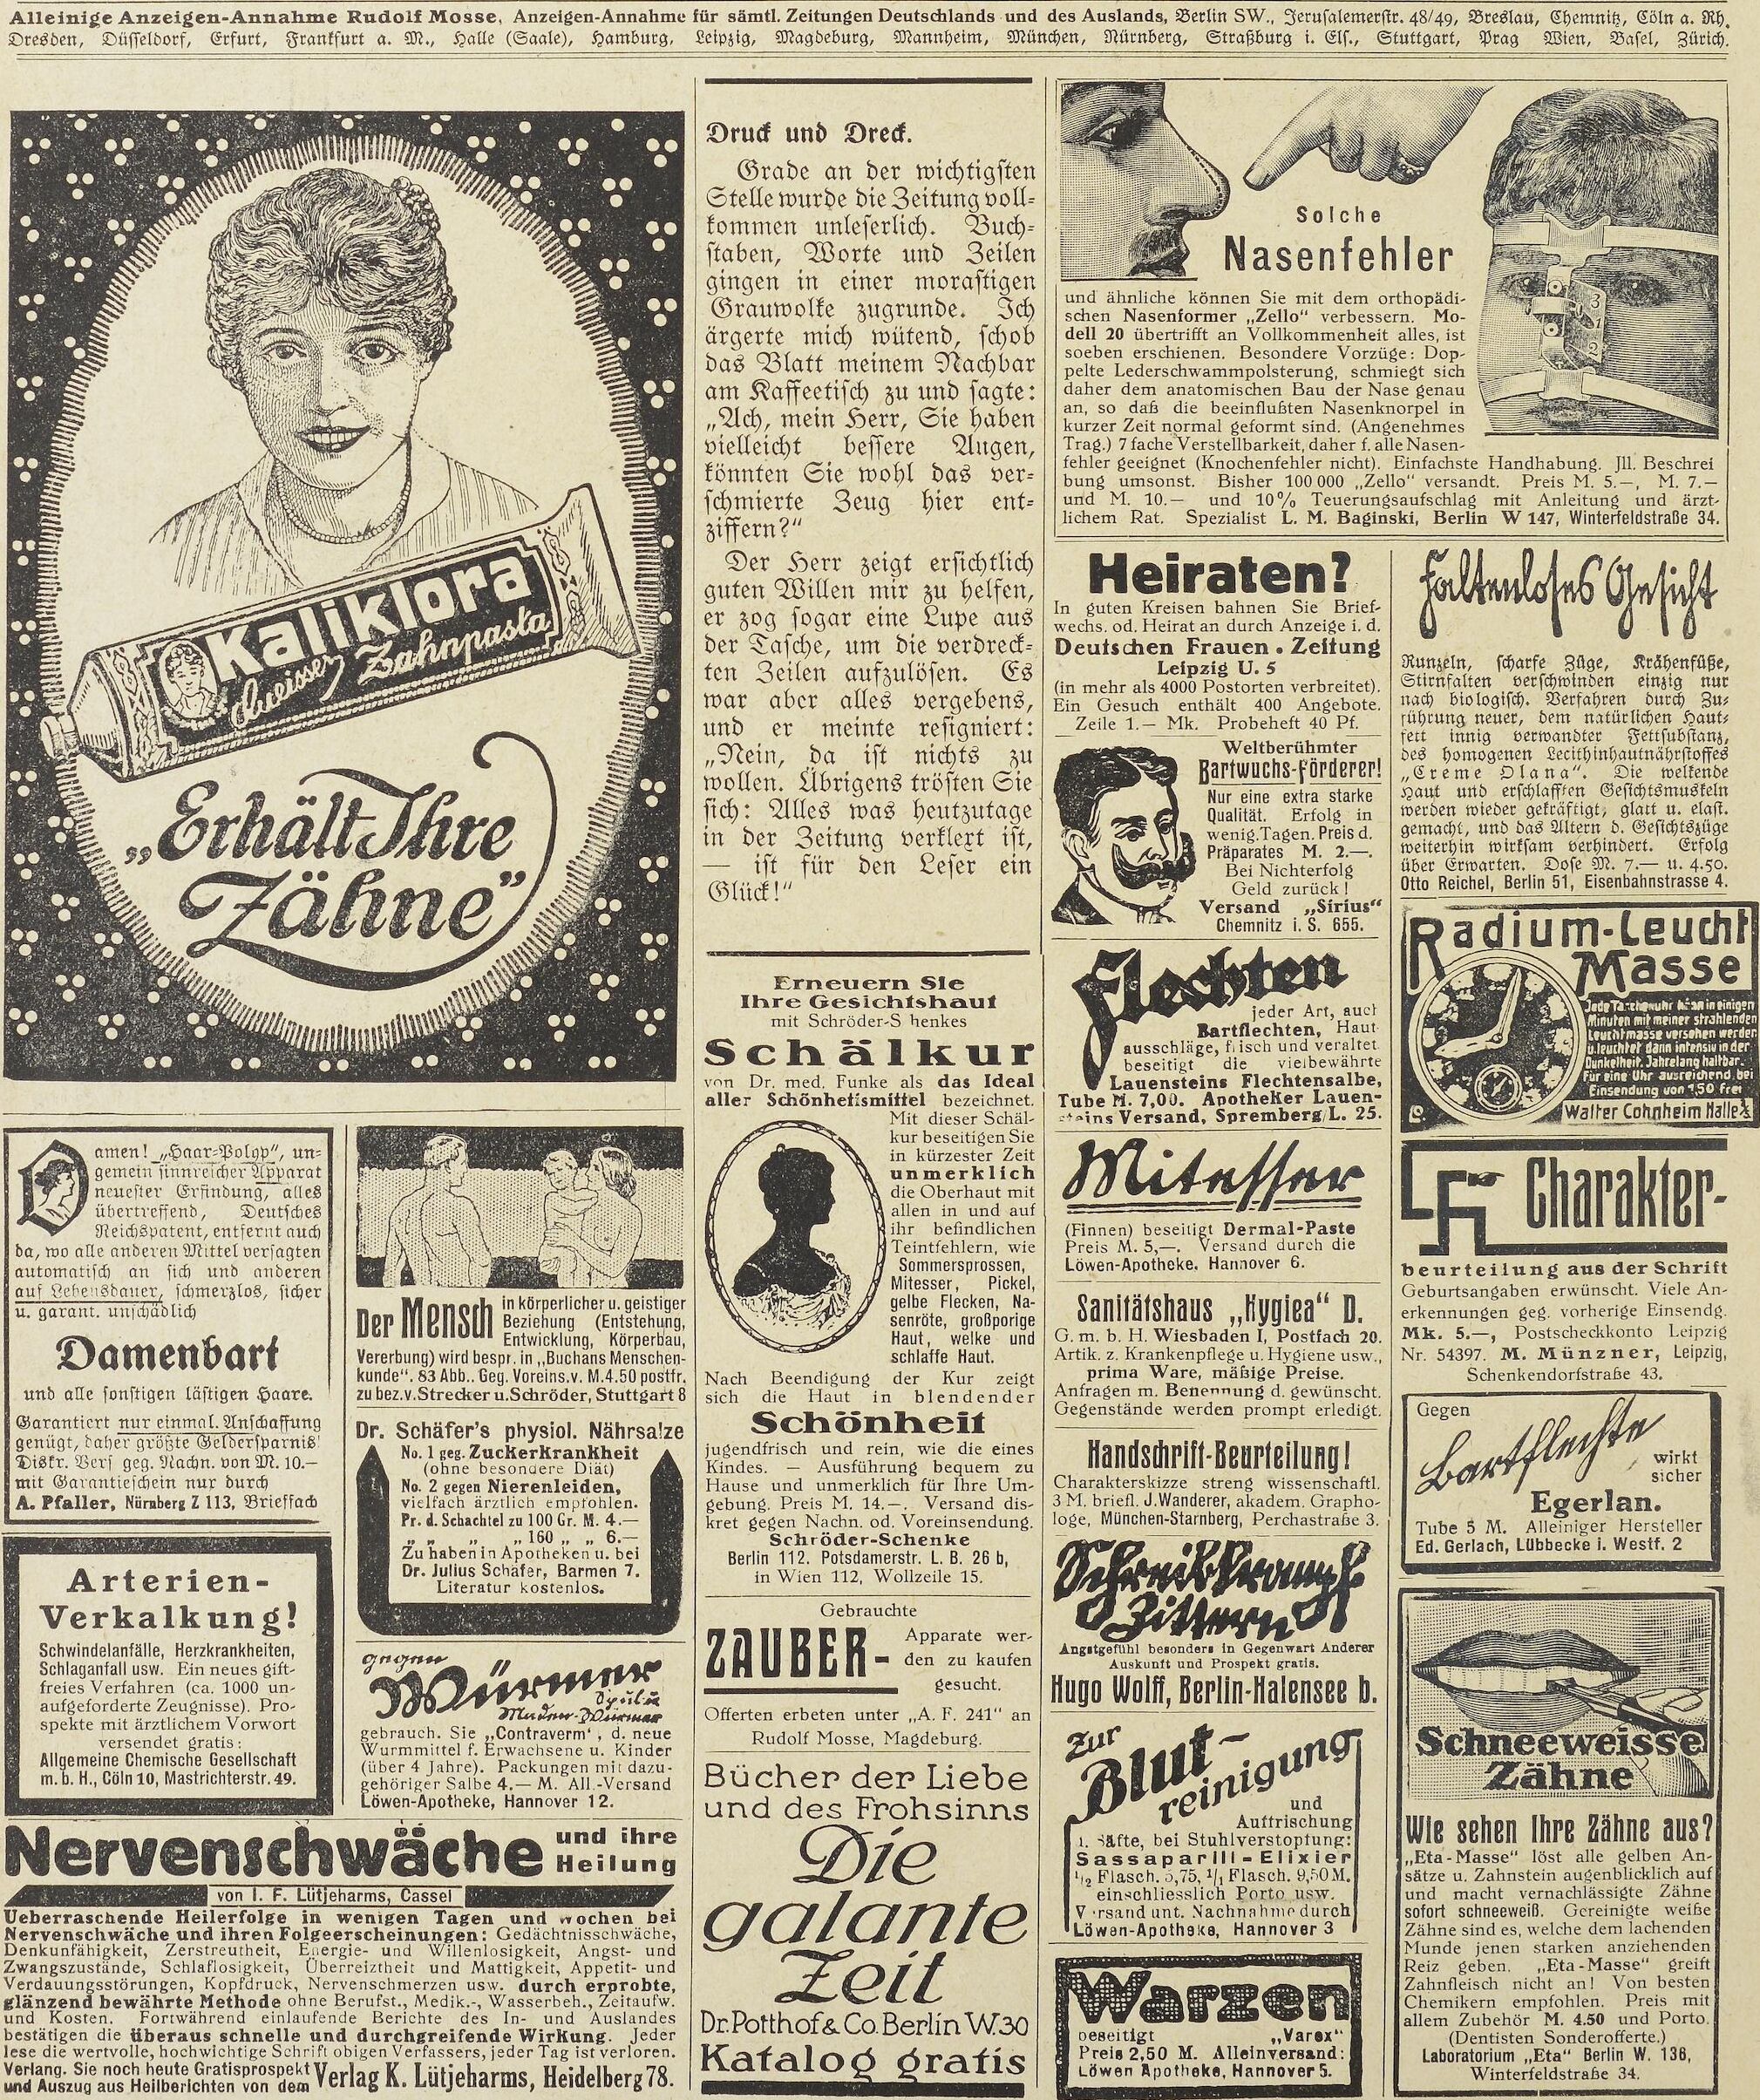 Alleinige Anzeigen-Annahme Rudolf Mosse, Anzeigen-Annahme für sämtl. Zeitungen Deutschlands und des Auslands, Berlin SW., Jerusalemerstr. 48/49, Breslau, Chemnitz, Cöln a. Rh.
Dresden, Düsseldorf, Erfurt, Frankfurt a. M., Halle (Saale), Hamburg, Leipzig, Magdeburg, Mannheim, München, Nürnberg, Straßburg i. Els., Stuttgart, Prag Wien, Basel, Zürich.
KaliKlora
Queisser Zahnpasta
„Erhält Ihre
Zähne"
Damen! „Haar-Polyp“, un-
gemein sinnreicher Apparat
neuester Erfindung, alles
übertreffend, Deutsches
Reichspatent, entfernt auch
da, wo alle anderen Mittel versagten
automatisch an sich und anderen
auf Lebensdauer, schmerzlos, sicher
u. garant. unschädlich
Damenbart
und alle sonstigen lästigen Haare.
Garantiert nur einmal. Anschaffung
genügt, daher größte Geldersparnis
Diskr. Vers geg. Nachn. von M. 10.—
mit Garantieschein nur durch
A. Pfaller, Nürnberg Z 113, Brieffach
Arterien-
Verkalkung!
Schwindelanfälle, Herzkrankheiten,
Schlaganfall usw. Ein neues gift-
freies Verfahren (ca. 1000 un-
aufgeforderte Zeugnisse). Pro-
spekte mit ärztlichem Vorwort
versendet gratis:
Allgemeine Chemische Gesellschaft
m. b. H., Cöln 10, Mastrichterstr. 49.
Der Mensch in körperlicher u. geistiger
Beziehung (Entstehung,
Entwicklung, Körperbau,
Vererbung) wird bespr. in „Buchans Menschen-
kunde“. 83 Abb.. Geg. Voreins.v. M.4.50 postfr.
zu bez.v. Strecker u. Schröder, Stuttgart 8
Dr. Schäfer's physiol. Nährsalze
No. 1 geg. Zuckerkrankheit
(ohne besondere Diät)
No. 2 gegen Nierenleiden,
vielfach ärztlich empfohlen.
Pr. d. Schachtel zu 100 Gr. M. 4.—
„ „ „ „ 160 „ „ 6.—
Zu haben in Apotheken u. bei
Dr. Julius Schäfer, Barmen 7.
Literatur kostenlos.
gegen
Würmer
Spul u
Maden-Würmer
gebrauch. Sie „Contraverm', d. neue
Wurmmittel f. Erwachsene u. Kinder
(über 4 Jahre). Packungen mit dazu-
gehöriger Salbe 4.— M. All.-Versand
Löwen-Apotheke, Hannover 12.
Nervenschwäche und ihre
Heilung
von I. F. Lütjeharms, Cassel
Ueberraschende Heilerfolge in wenigen Tagen und wochen bei
Nervenschwäche und ihren Folgeerscheinungen: Gedächtnisschwäche,
Denkunfähigkeit, Zerstreutheit, Energie- und Willenlosigkeit, Angst- und
Zwangszustände, Schlaflosigkeit, Überreiztheit und Mattigkeit, Appetit- und
Verdauungsstörungen, Kopfdruck, Nervenschmerzen usw. durch erprobte,
glänzend bewährte Methode ohne Berufst., Medik.-, Wasserbeh., Zeitaufw.
und Kosten. Fortwährend einlaufende Berichte des In- und Auslandes
bestätigen die überaus schnelle und durchgreifende Wirkung. Jeder
lese die wertvolle, hochwichtige Schrift obigen Verfassers, jeder Tag ist verloren.
Verlang. Sie noch heute Gratisprospekt
und Auszug aus Heilberichten von dem Verlag K. Lütjeharms, Heidelberg 78.
Druck und Dreck.
Grade an der wichtigsten
Stelle wurde die Zeitung voll-
kommen unleserlich. Buch-
staben, Worte und Zeilen
gingen in einer morastigen
Grauwolke zugrunde. Ich
ärgerte mich wütend, schob
das Blatt meinem Nachbar
am Kaffeetisch zu und sagte:
„Ach, mein Herr, Sie haben
vielleicht bessere Augen,
könnten Sie wohl das ver-
schmierte Zeug hier ent-
ziffern?“
Der Herr zeigt ersichtlich
guten Willen mir zu helfen,
er zog sogar eine Lupe aus
der Tasche, um die verdreck-
ten Zeilen aufzulösen. Es
war aber alles vergebens,
und er meinte resigniert:
„Nein, da ist nichts zu
wollen. Übrigens trösten Sie
sich: Alles was heutzutage
in der Zeitung verklext ist,
— ist für den Leser ein
Glück!“
Erneuern Sie
Ihre Gesichtshaut
mit Schröder-S henkes
Schälkur
von Dr. med. Funke als das Ideal
aller Schönheitsmittel bezeichnet.
Mit dieser Schäl-
kur beseitigen Sie
in kürzester Zeit
unmerklich
die Oberhaut mit
allen in und auf
ihr befindlichen
Teintfehlern, wie
Sommersprossen,
Mitesser, Pickel,
gelbe Flecken, Na-
senröte, großporige
Haut, welke und
schlaffe Haut.
Nach Beendigung der Kur zeigt
sich die Haut in blendender
Schönheit
jugendfrisch und rein, wie die eines
Kindes. — Ausführung bequem zu
Hause und unmerklich für Ihre Um-
gebung. Preis M. 14.—. Versand dis-
kret gegen Nachn. od. Voreinsendung.
Schröder-Schenke
Berlin 112. Potsdamerstr. L. B. 26 b,
in Wien 112, Wollzeile 15.
Gebrauchte
ZAUBER- Apparate wer-
den zu kaufen
gesucht.
Offerten erbeten unter „A. F. 241“ an
Rudolf Mosse, Magdeburg.
Bücher der Liebe
und des Frohsinns
Die
galante
Zeit
Dr. Potthof & Co. Berlin W. 30
Katalog gratis
Solche
Nasenfehler
und ähnliche können Sie mit dem orthopädi-
schen Nasenformer „Zello“ verbessern. Mo-
dell 20 übertrifft an Vollkommenheit alles, ist
soeben erschienen. Besondere Vorzüge: Dop-
pelte Lederschwammpolsterung, schmiegt sich
daher dem anatomischen Bau der Nase genau
an, so daß die beeinflußten Nasenknorpel in
kurzer Zeit normal geformt sind. (Angenehmes
Trag.) 7 fache Verstellbarkeit, daher f. alle Nasen-
fehler geeignet (Knochenfehler nicht). Einfachste Handhabung. Jll. Beschrei
bung umsonst. Bisher 100 000 „Zello“ versandt. Preis M. 5.—, M. 7.—
und M. 10.— und 10% Teuerungsaufschlag mit Anleitung und ärzt-
lichem Rat. Spezialist L. M. Baginski, Berlin W 147, Winterfeldstraße 34.
3
1
2
Heiraten?
In guten Kreisen bahnen Sie Brief-
wechs. od. Heirat an durch Anzeige i. d.
Deutschen Frauen-Zeitung
Leipzig U. 5
(in mehr als 4000 Postorten verbreitet).
Ein Gesuch enthält 400 Angebote.
Zeile 1.— Mk. Probeheft 40 Pf.
Weltberühmter
Bartwuchs-Förderer!
Nur eine extra starke
Qualität. Erfolg in
wenig. Tagen. Preis d.
Präparates M. 2.—.
Bei Nichterfolg
Geld zurück!
Versand „Sirius“
Chemnitz i. S. 655.
Flechten
jeder Art, auch
Bartflechten, Haut
ausschläge, frisch und veraltet
beseitigt die vielbewährte
Lauensteins Flechtensalbe,
Tube M. 7,00. Apotheker Lauen-
steins Versand, Spremberg L. 25.
Mitesser
(Finnen) beseitigt Dermal-Paste
Preis M. 5,—. Versand durch die
Löwen-Apotheke. Hannover 6.
Sanitätshaus „Hygiea“ D.
G. m. b. H. Wiesbaden I, Postfach 20.
Artik. z. Krankenpflege u. Hygiene usw.,
prima Ware, mäßige Preise.
Anfragen m. Benennung d. gewünscht.
Gegenstände werden prompt erledigt.
Handschrift-Beurteilung!
Charakterskizze streng wissenschaftl.
3 M. briefl. J. Wanderer, akadem. Grapho-
loge, München-Starnberg, Perchastraße 3.
Schreibkrampf
Zittern
Angstgefühl besonders in Gegenwart Anderer
Auskunft und Prospekt gratis.
Hugo Wolff, Berlin-Halensee b.
Zur
Blut-
reinigung
und
Auffrischung
d. Säfte, bei Stuhlverstopfung:
Sassaparill-Elixier
1/2 Flasch. 5,75, 1/1 Flasch. 9,50 M.
einschliesslich Porto usw.
Versand unt. Nachnahme durch
Löwen-Apotheke, Hannover 3
Warzen
beseitigt „Varex“
Preis 2,50 M. Alleinversand:
Löwen Apotheke, Hannover 5.
Faltenloses Gesicht
Runzeln, scharfe Züge, Krähenfüße,
Stirnfalten verschwinden einzig nur
nach biologisch. Verfahren durch Zu-
führung neuer, dem natürlichen Haut-
fett innig verwandter Fettsubstanz,
des homogenen Lecithinhautnährstoffes
„Creme Olana“. Die welkende
Haut und erschlafften Gesichtsmuskeln
werden wieder gekräftigt, glatt u. elast.
gemacht, und das Altern d. Gesichtszüge
weiterhin wirksam verhindert. Erfolg
über Erwarten. Dose M. 7.— u. 4.50.
Otto Reichel, Berlin 51, Eisenbahnstrasse 4.
Radium-Leucht
Masse
Jede Taschenuhr kann in einigen
Minuten mit meiner strahlenden
Leuchtmasse versehen werden
u. leuchtet dann intensiv in der
Dunkelheit. Jahrelang haltbar.
Für eine Uhr ausreichend bei
Einsendung von 1.50 frei
Walter Cohnheim Halle
Charakter-
beurteilung aus der Schrift
Geburtsangaben erwünscht. Viele An-
erkennungen geg. vorherige Einsendg.
Mk. 5.—, Postscheckkonto Leipzig
Nr. 54397. M. Münzner, Leipzig,
Schenkendorfstraße 43.
Gegen
Bartflechte
wirkt
sicher
Egerlan.
Tube 5 M. Alleiniger Hersteller
Ed. Gerlach, Lübbecke i. Westf. 2
Schneeweisse
Zähne
Wie sehen Ihre Zähne aus?
„Eta-Masse“ löst alle gelben An-
sätze u. Zahnstein augenblicklich auf
und macht vernachlässigte Zähne
sofort schneeweiß. Gereinigte weiße
Zähne sind es, welche dem lachenden
Munde jenen starken anziehenden
Reiz geben. „Eta-Masse“ greift
Zahnfleisch nicht an! Von besten
Chemikern empfohlen. Preis mit
allem Zubehör M. 4.50 und Porto.
(Dentisten Sonderofferte.)
Laboratorium „Eta“ Berlin W. 136,
Winterfeldstraße 34.